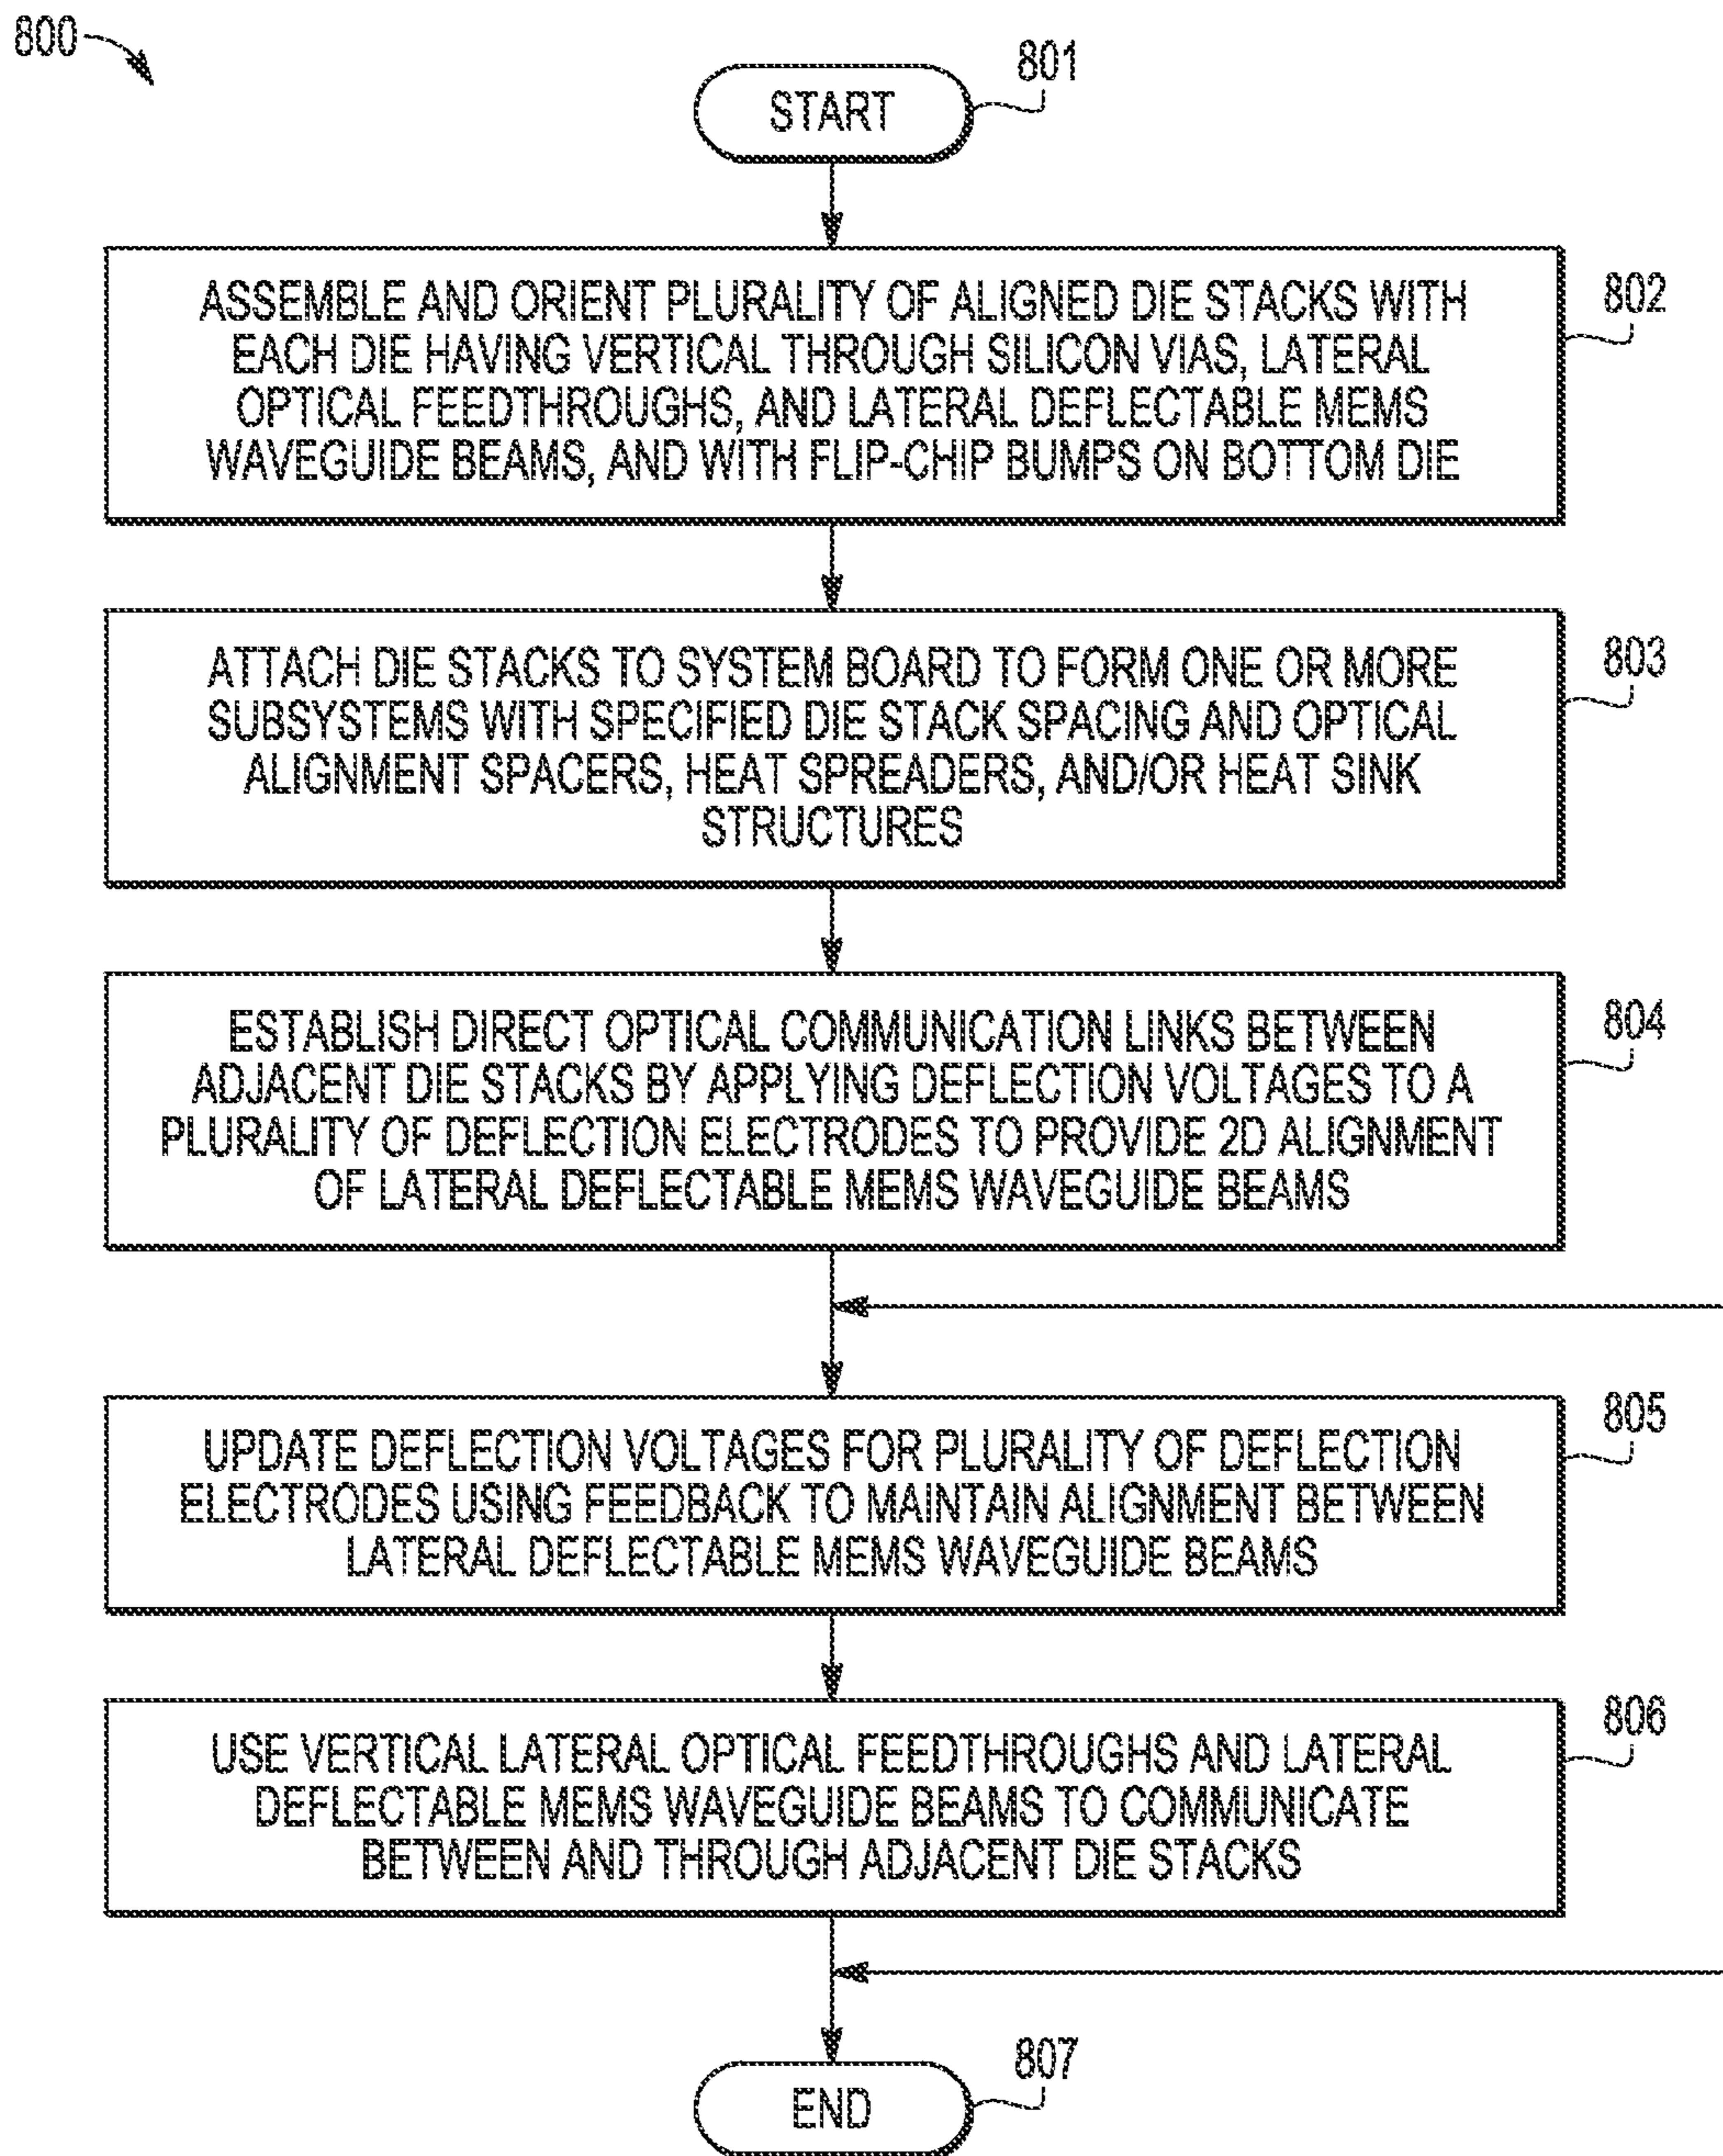 800
801
START
802
ASSEMBLE AND ORIENT PLURALITY OF ALIGNED DIE STACKS WITH
EACH DIE HAVING VERTICAL THROUGH SILICON VIAS, LATERAL
OPTICAL FEEDTHROUGHS, AND LATERAL DEFLECTABLE MEMS
WAVEGUIDE BEAMS, AND WITH FLIP-CHIP BUMPS ON BOTTOM DIE
803
ATTACH DIE STACKS TO SYSTEM BOARD TO FORM ONE OR MORE
SUBSYSTEMS WITH SPECIFIED DIE STACK SPACING AND OPTICAL
ALIGNMENT SPACERS, HEAT SPREADERS, AND/OR HEAT SINK
STRUCTURES
804
ESTABLISH DIRECT OPTICAL COMMUNICATION LINKS BETWEEN
ADJACENT DIE STACKS BY APPLYING DEFLECTION VOLTAGES TO A
PLURALITY OF DEFLECTION ELECTRODES TO PROVIDE 2D ALIGNMENT
OF LATERAL DEFLECTABLE MEMS WAVEGUIDE BEAMS
805
UPDATE DEFLECTION VOLTAGES FOR PLURALITY OF DEFLECTION
ELECTRODES USING FEEDBACK TO MAINTAIN ALIGNMENT BETWEEN
LATERAL DEFLECTABLE MEMS WAVEGUIDE BEAMS
806
USE VERTICAL LATERAL OPTICAL FEEDTHROUGHS AND LATERAL
DEFLECTABLE MEMS WAVEGUIDE BEAMS TO COMMUNICATE
BETWEEN AND THROUGH ADJACENT DIE STACKS
807
END